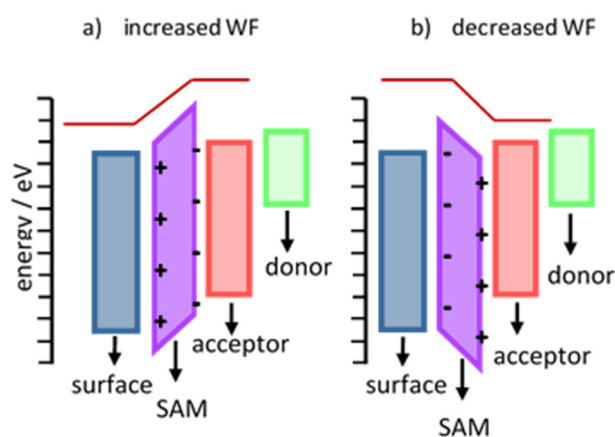 a) increased WF
b) decreased WF
energy / eV
donor
acceptor
surface
SAM
donor
acceptor
surface
SAM